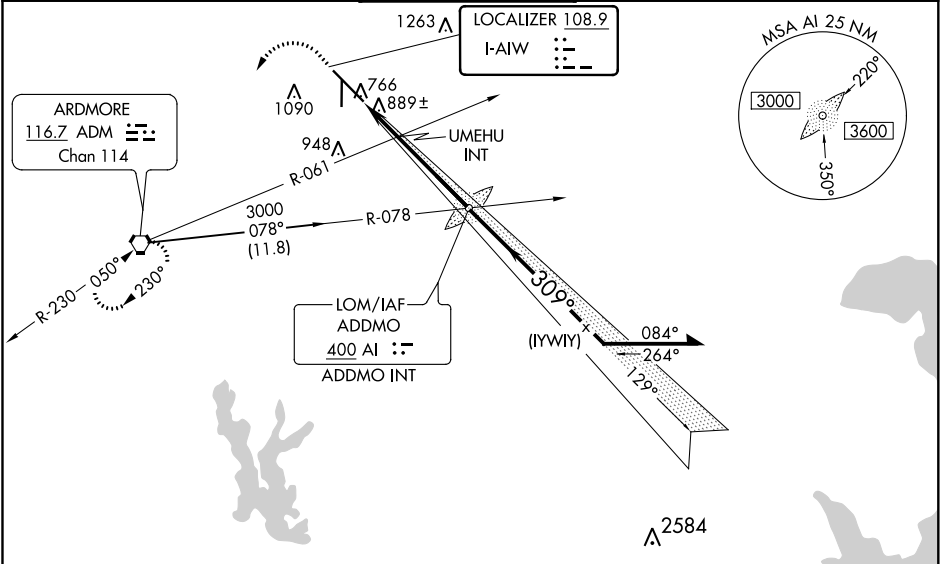 1263
LOCALIZER 108.9
I-AIW
MSA AI 25 NM
220°
3000
3600
350°
766
889±
1090
ARDMORE
116.7 ADM
Chan 114
948
UMEHU
INT
R-061
3000
078°
(11.8)
R-078
R-230
050°
230°
309°
LOM/IAF
ADDMO
400 AI
ADDMO INT
(IYWIY)
084°
264°
129°
2584